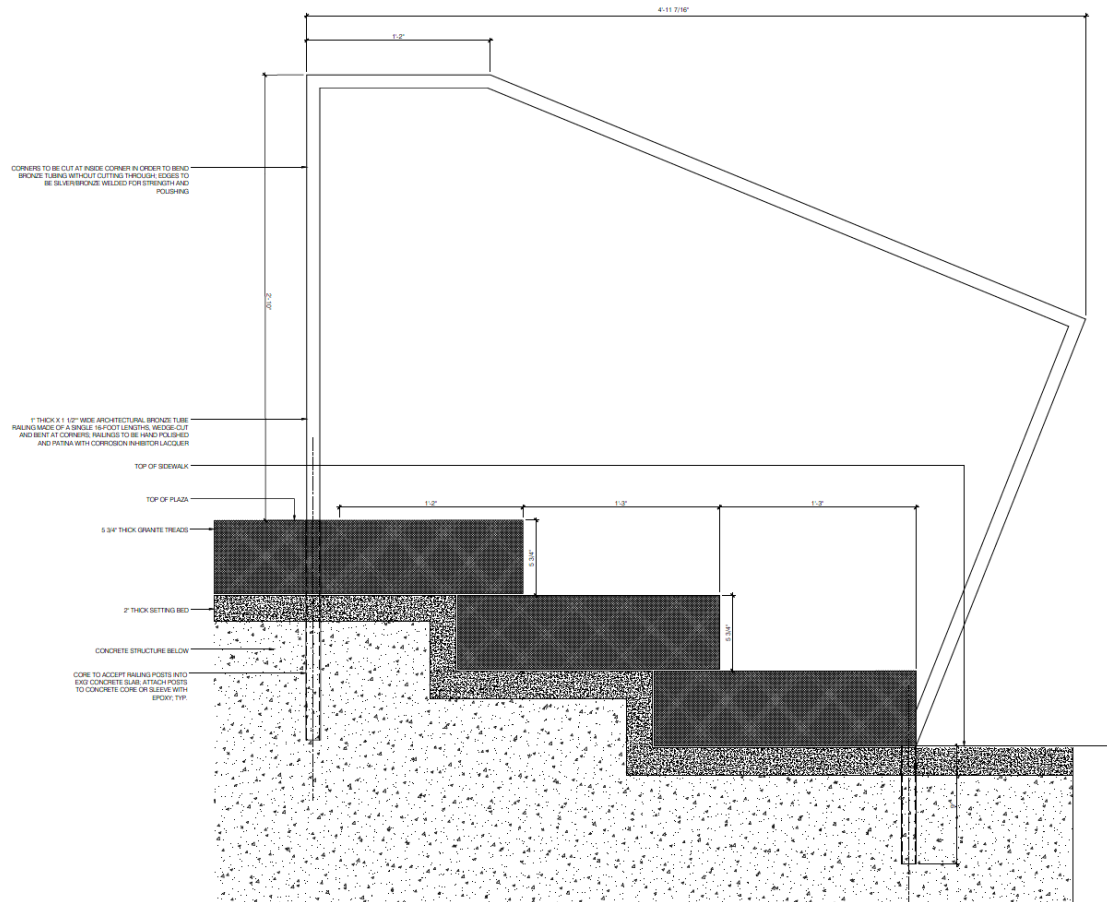 4'-11 7/16"
1'-2"
CORNERS TO BE CUT AT INSIDE CORNER IN ORDER TO BEND
BRONZE TUBING WITHOUT CUTTING THROUGH; EDGES TO
BE SILVER/BRONZE WELDED FOR STRENGTH AND
POLISHING
2'-10"
1" THICK X 1 1/2"" WIDE ARCHITECTURAL BRONZE TUBE
RAILING MADE OF A SINGLE 16-FOOT LENGTHS, WEDGE-CUT
AND BENT AT CORNERS; RAILINGS TO BE HAND POLISHED
AND PATINA WITH CORROSION INHIBITOR LACQUER
TOP OF SIDEWALK
TOP OF PLAZA
1'-2"
1'-3"
1'-3"
5 3/4" THICK GRANITE TREADS
5 3/4"
2" THICK SETTING BED
5 3/4"
CONCRETE STRUCTURE BELOW
CORE TO ACCEPT RAILING POSTS INTO
EXG CONCRETE SLAB; ATTACH POSTS
TO CONCRETE CORE OR SLEEVE WITH
EPOXY, TYP.